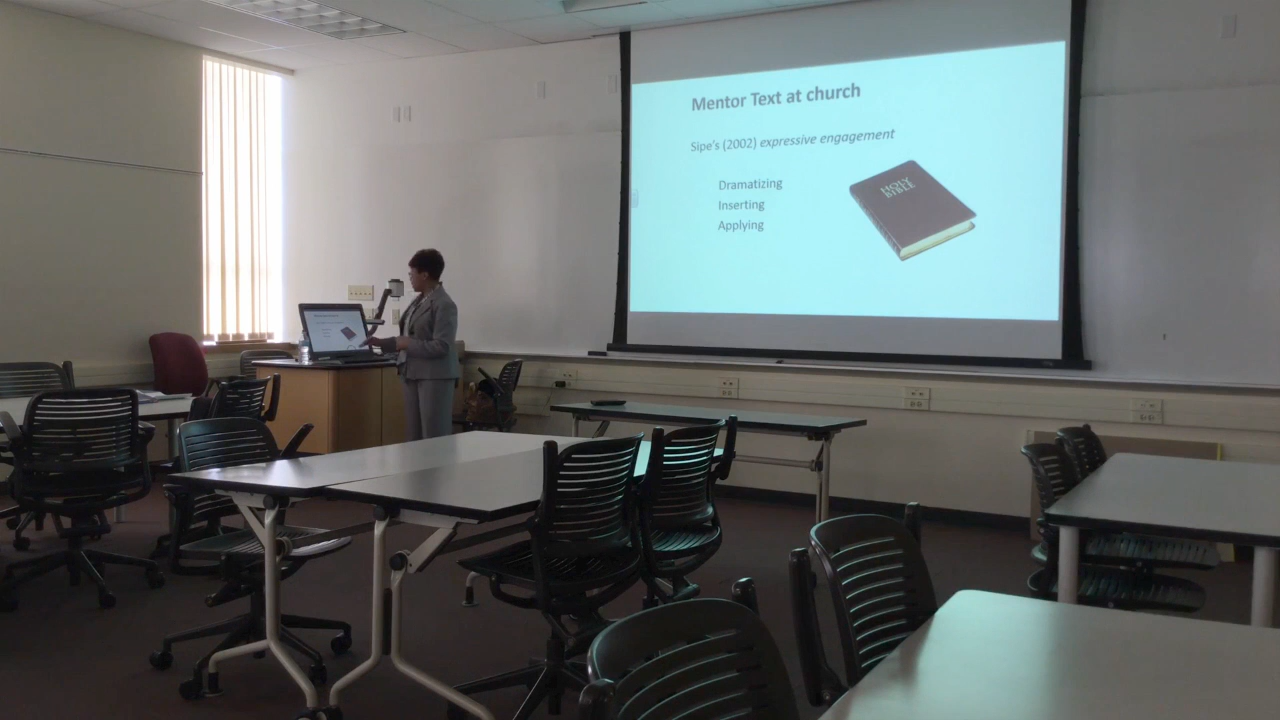 Mentor Text at church
Sipe's (2002) expressive engagement
Dramatizing
Inserting
Applying
HOLY
BIBLE